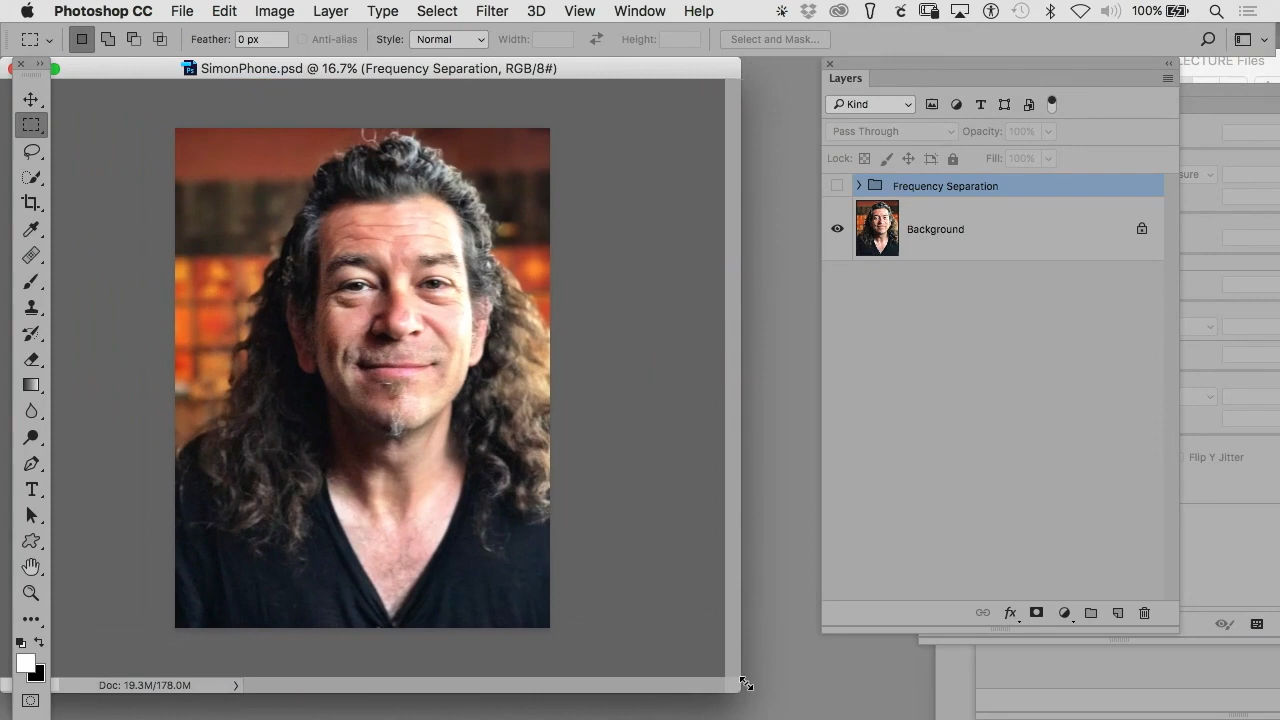 Photoshop CC File Edit Image Layer Type Select Filter 3D View Window Help 100%
Feather: 0 px Anti-alias Style: Normal Width: Height: Select and Mask...
LECTURE Files
SimonPhone.psd @ 16.7% (Frequency Separation, RGB/8#)
Layers
Kind
Pass Through Opacity: 100%
Lock: Fill: 100%
sure
Frequency Separation
Background
Flip Y Jitter
fx
Doc: 19.3M/178.0M